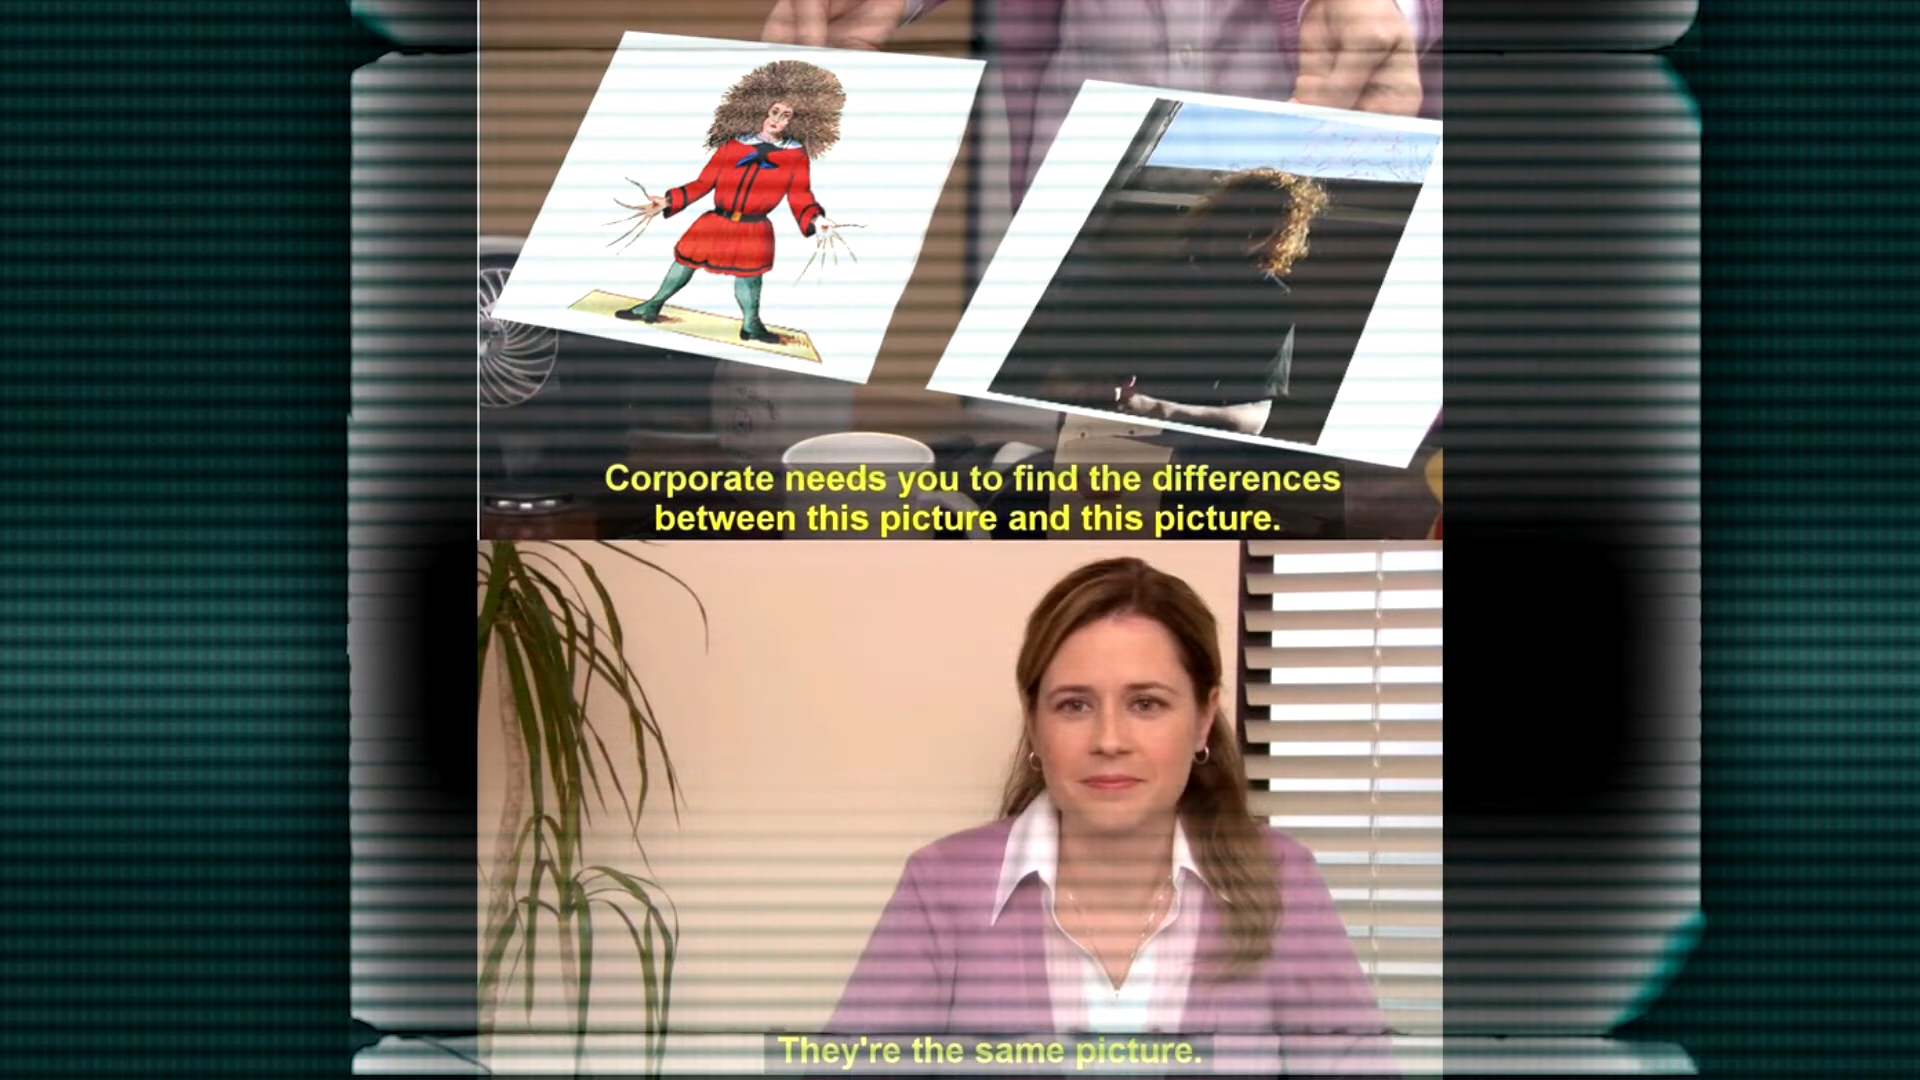 Corporate needs you to find the differences
between this picture and this picture.
They're the same picture.